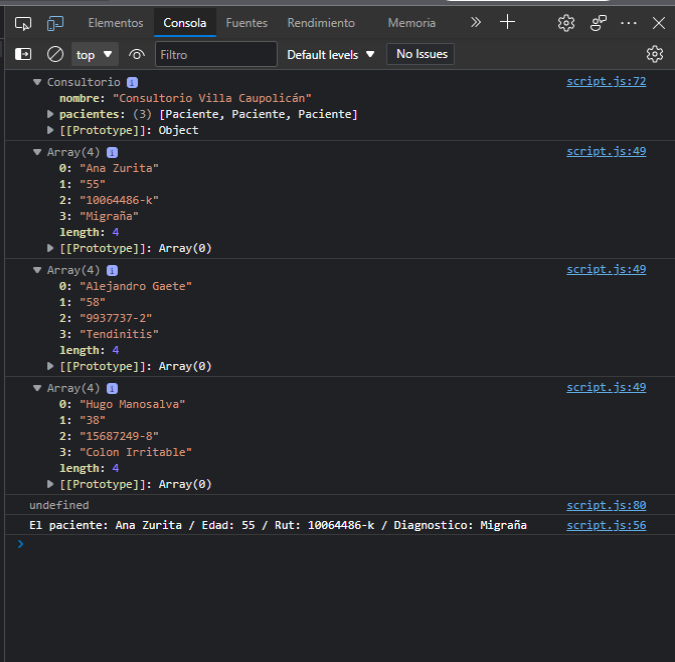 Elementos Consola Fuentes Rendimiento Memoria
top Filtro Default levels No Issues
Consultorio i script.js:72
nombre: "Consultorio Villa Caupolicán"
pacientes: (3) [Paciente, Paciente, Paciente]
[[Prototype]]: Object
Array(4) i script.js:49
0: "Ana Zurita"
1: "55"
2: "10064486-k"
3: "Migraña"
length: 4
[[Prototype]]: Array(0)
Array(4) i script.js:49
0: "Alejandro Gaete"
1: "58"
2: "9937737-2"
3: "Tendinitis"
length: 4
[[Prototype]]: Array(0)
Array(4) i script.js:49
0: "Hugo Manosalva"
1: "38"
2: "15687249-8"
3: "Colon Irritable"
length: 4
[[Prototype]]: Array(0)
undefined script.js:80
El paciente: Ana Zurita / Edad: 55 / Rut: 10064486-k / Diagnostico: Migraña script.js:56